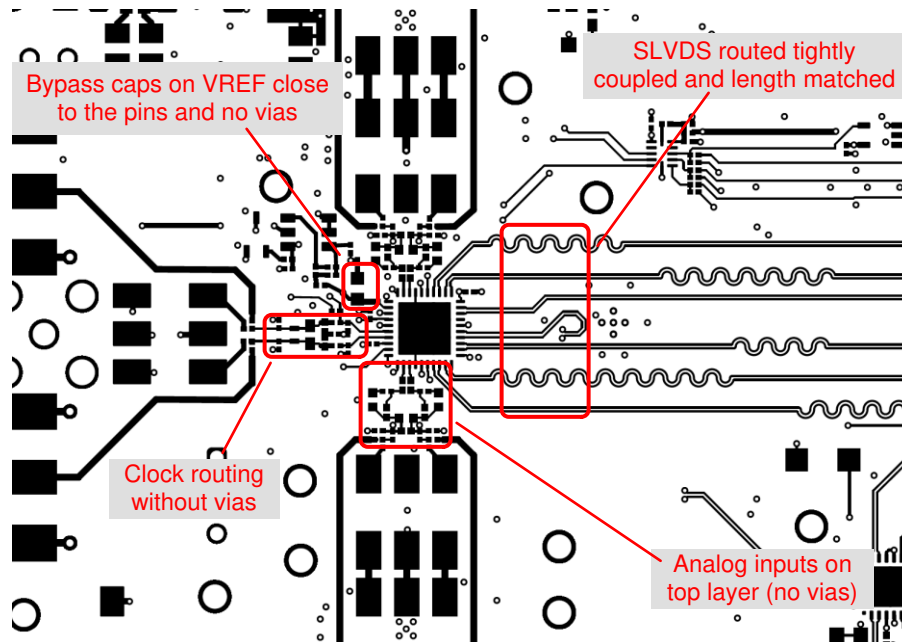 SLVDS routed tightly
coupled and length matched
Bypass caps on VREF close
to the pins and no vias
Clock routing
without vias
Analog inputs on
top layer (no vias)